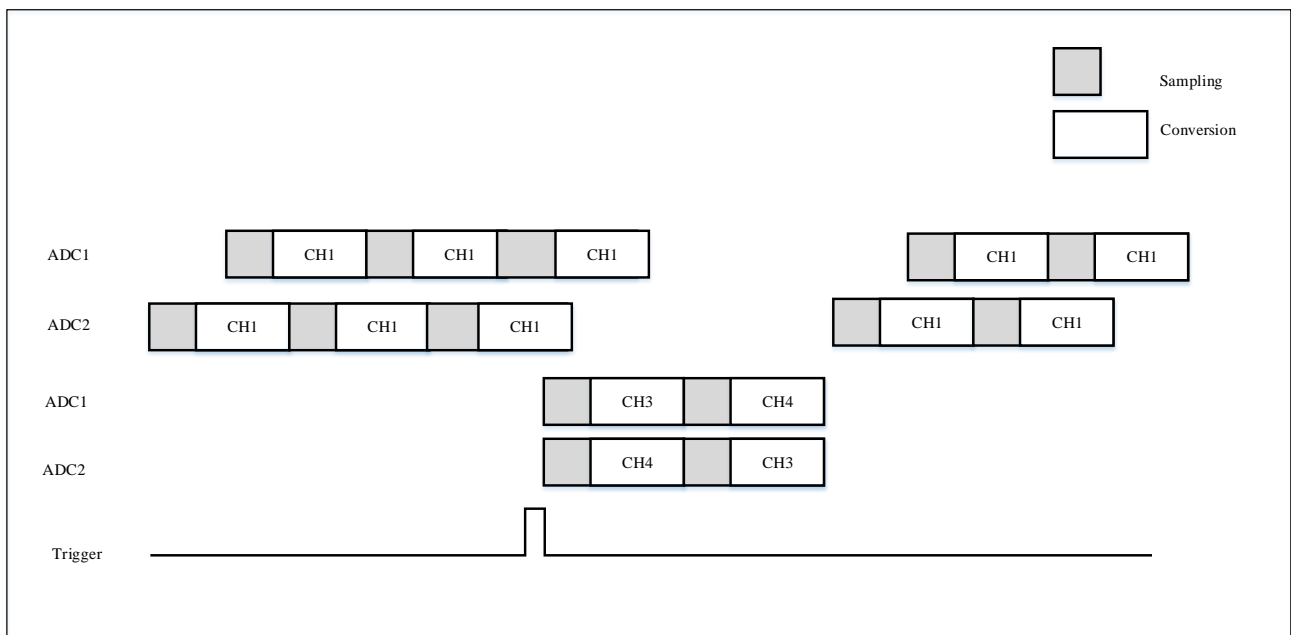 Sampling
Conversion
ADC1 CH1 CH1 CH1 CH1 CH1
ADC2 CH1 CH1 CH1 CH1 CH1
ADC1 CH3 CH4
ADC2 CH4 CH3
Trigger